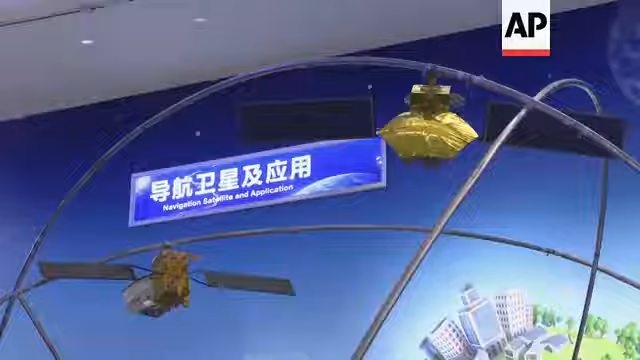 AP
导航卫星及应用
Navigation Satellite and Application